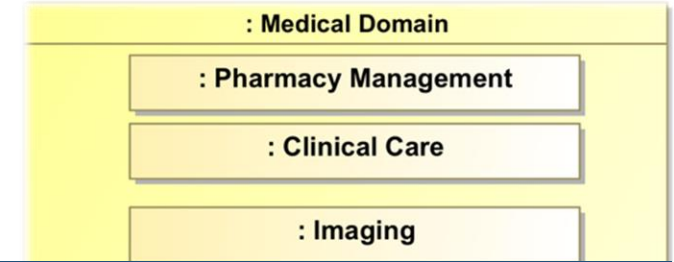 : Medical Domain
: Pharmacy Management
: Clinical Care
: Imaging